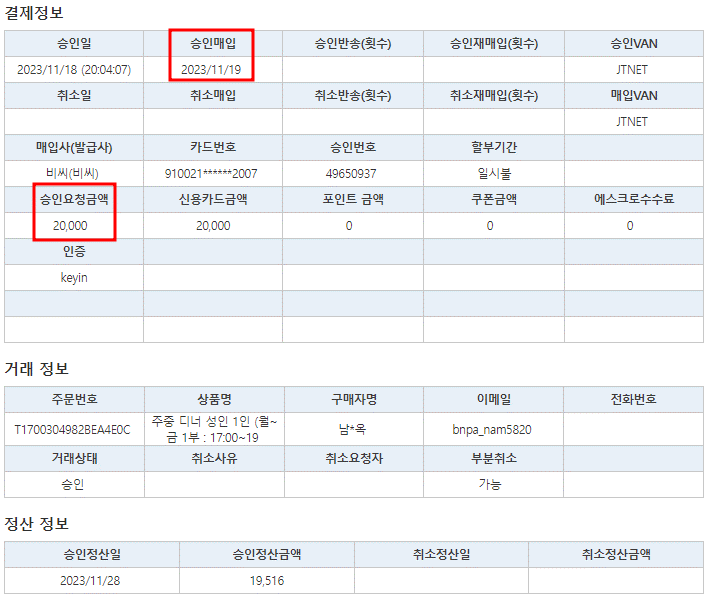 결제정보
승인일 승인매입 승인반송(횟수) 승인재매입(횟수) 승인VAN
2023/11/18 (20:04:07) 2023/11/19 JTNET
취소일 취소매입 취소반송(횟수) 취소재매입(횟수) 매입VAN
JTNET
매입사(발급사) 카드번호 승인번호 할부기간
비씨(비씨) 910021******2007 49650937 일시불
승인요청금액 신용카드금액 포인트 금액 쿠폰금액 에스크로수수료
20,000 20,000 0 0 0
인증
keyin
거래 정보
주문번호 상품명 구매자명 이메일 전화번호
T1700304982BEA4E0C 주중 디너 성인 1인 (월~ 남*옥 bnpa_nam5820
금 1부 : 17:00~19
거래상태 취소사유 취소요청자 부분취소
승인 가능
정산 정보
승인정산일 승인정산금액 취소정산일 취소정산금액
2023/11/28 19,516